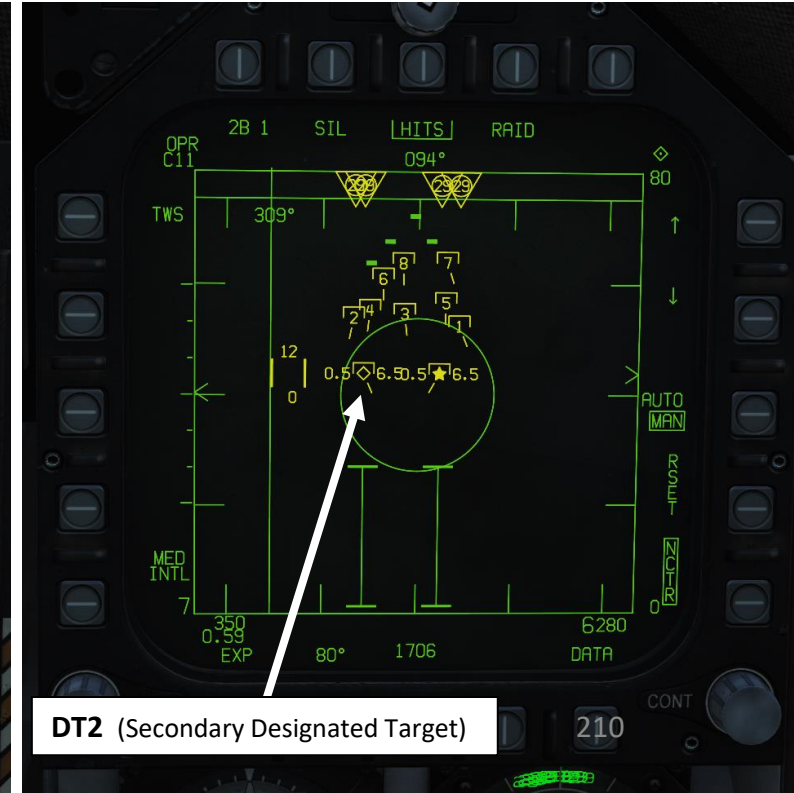 2B 1 SIL HITS RAID
OPR
C11
094°
80
TWS 309°
8 7
6
5
2 4 3 1
12
0.5 6.5 0.5 6.5
0
AUTO
MAN
RSET
MED
INTL
NCTR
7 0
350 6280
0.59
EXP 80° 1706 DATA
CONT
DT2 (Secondary Designated Target)
210